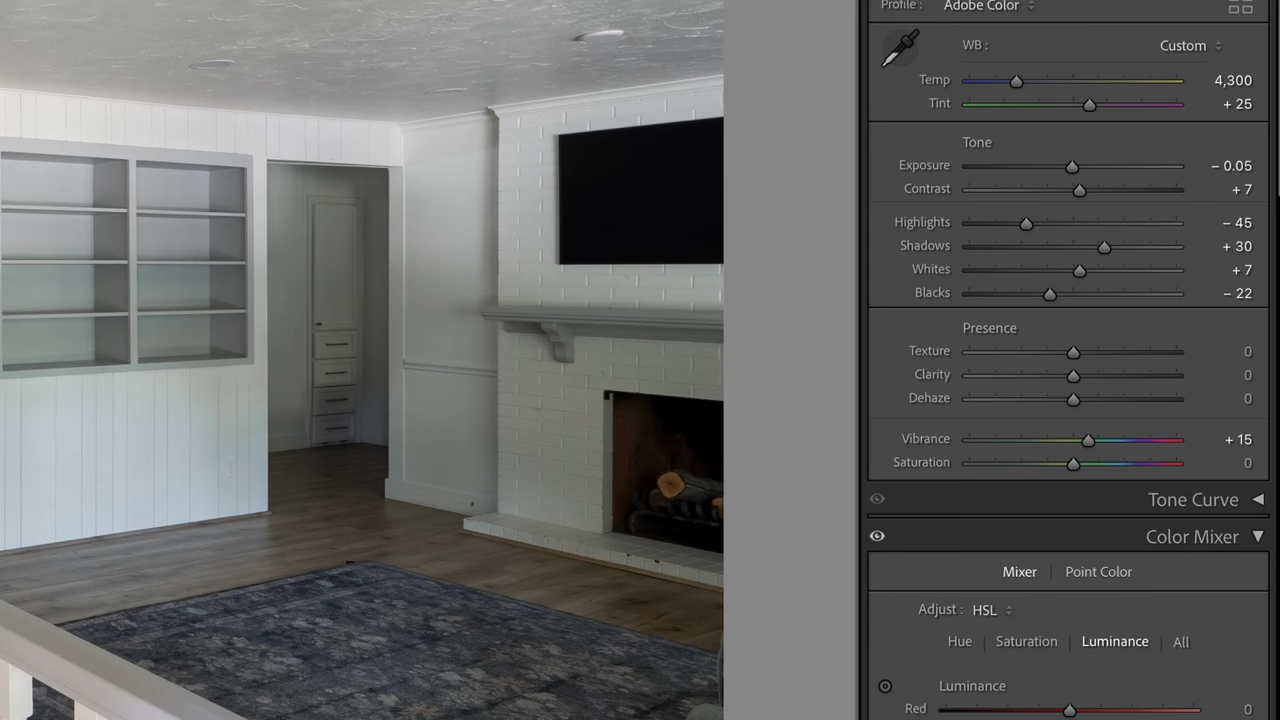 Profile : Adobe Color
WB : Custom
Temp 4,300
Tint + 25
Tone
Exposure − 0.05
Contrast + 7
Highlights − 45
Shadows + 30
Whites + 7
Blacks − 22
Presence
Texture 0
Clarity 0
Dehaze 0
Vibrance + 15
Saturation 0
Tone Curve
Color Mixer
Mixer Point Color
Adjust : HSL
Hue Saturation Luminance All
Luminance
Red 0